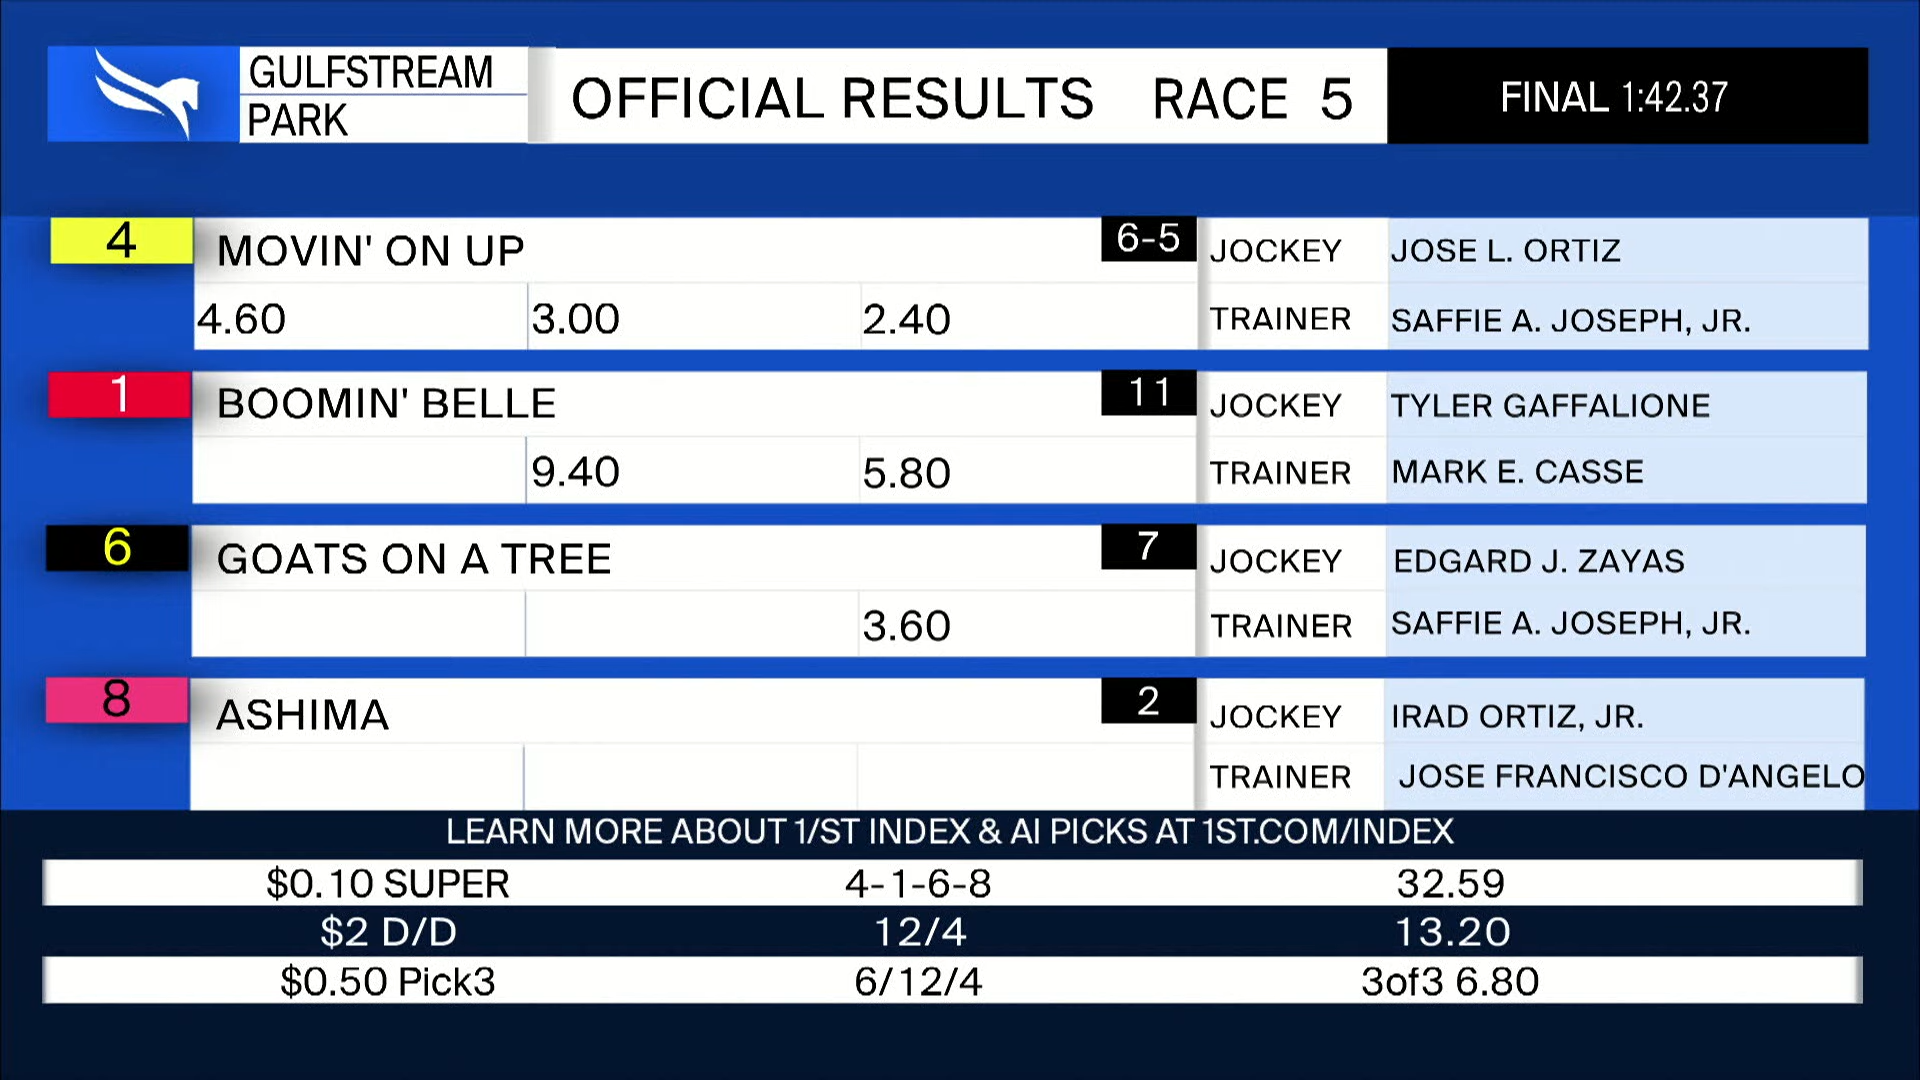 GULFSTREAM
PARK
OFFICIAL RESULTS RACE 5
FINAL 1:42.37
4 MOVIN' ON UP 6-5 JOCKEY JOSE L. ORTIZ
4.60 3.00 2.40 TRAINER SAFFIE A. JOSEPH, JR.
1 BOOMIN' BELLE 11 JOCKEY TYLER GAFFALIONE
9.40 5.80 TRAINER MARK E. CASSE
6 GOATS ON A TREE 7 JOCKEY EDGARD J. ZAYAS
3.60 TRAINER SAFFIE A. JOSEPH, JR.
8 ASHIMA 2 JOCKEY IRAD ORTIZ, JR.
TRAINER JOSE FRANCISCO D'ANGELO
LEARN MORE ABOUT 1/ST INDEX & AI PICKS AT 1ST.COM/INDEX
$0.10 SUPER 4-1-6-8 32.59
$2 D/D 12/4 13.20
$0.50 Pick3 6/12/4 3of3 6.80